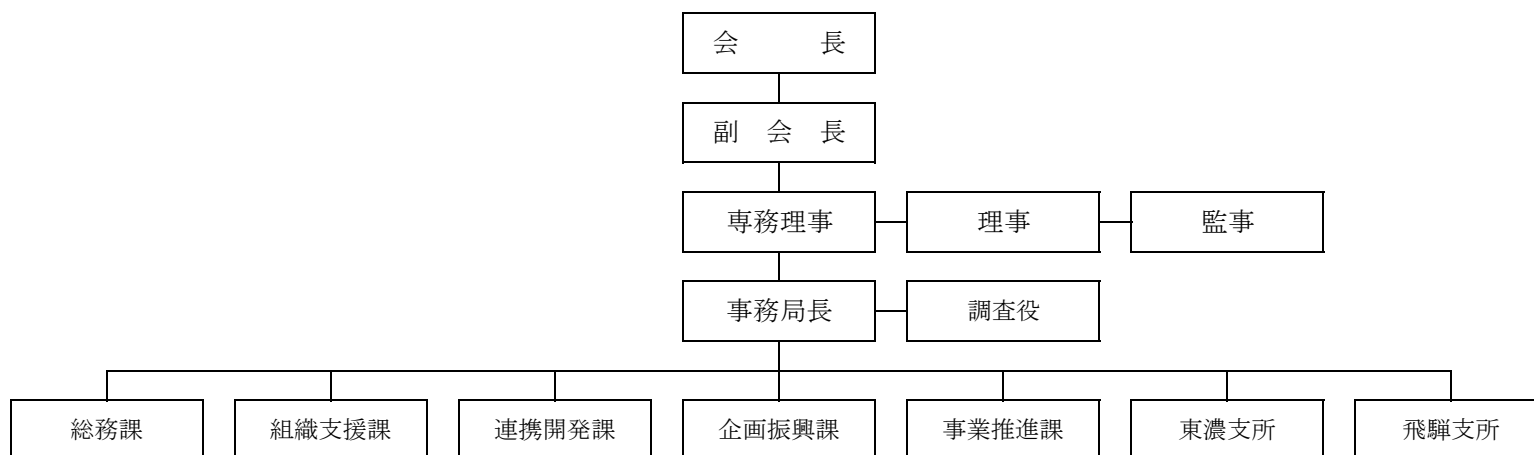 会　　長
副　会　長
専務理事
理事
監事
事務局長
調査役
総務課
組織支援課
連携開発課
企画振興課
事業推進課
東濃支所
飛騨支所